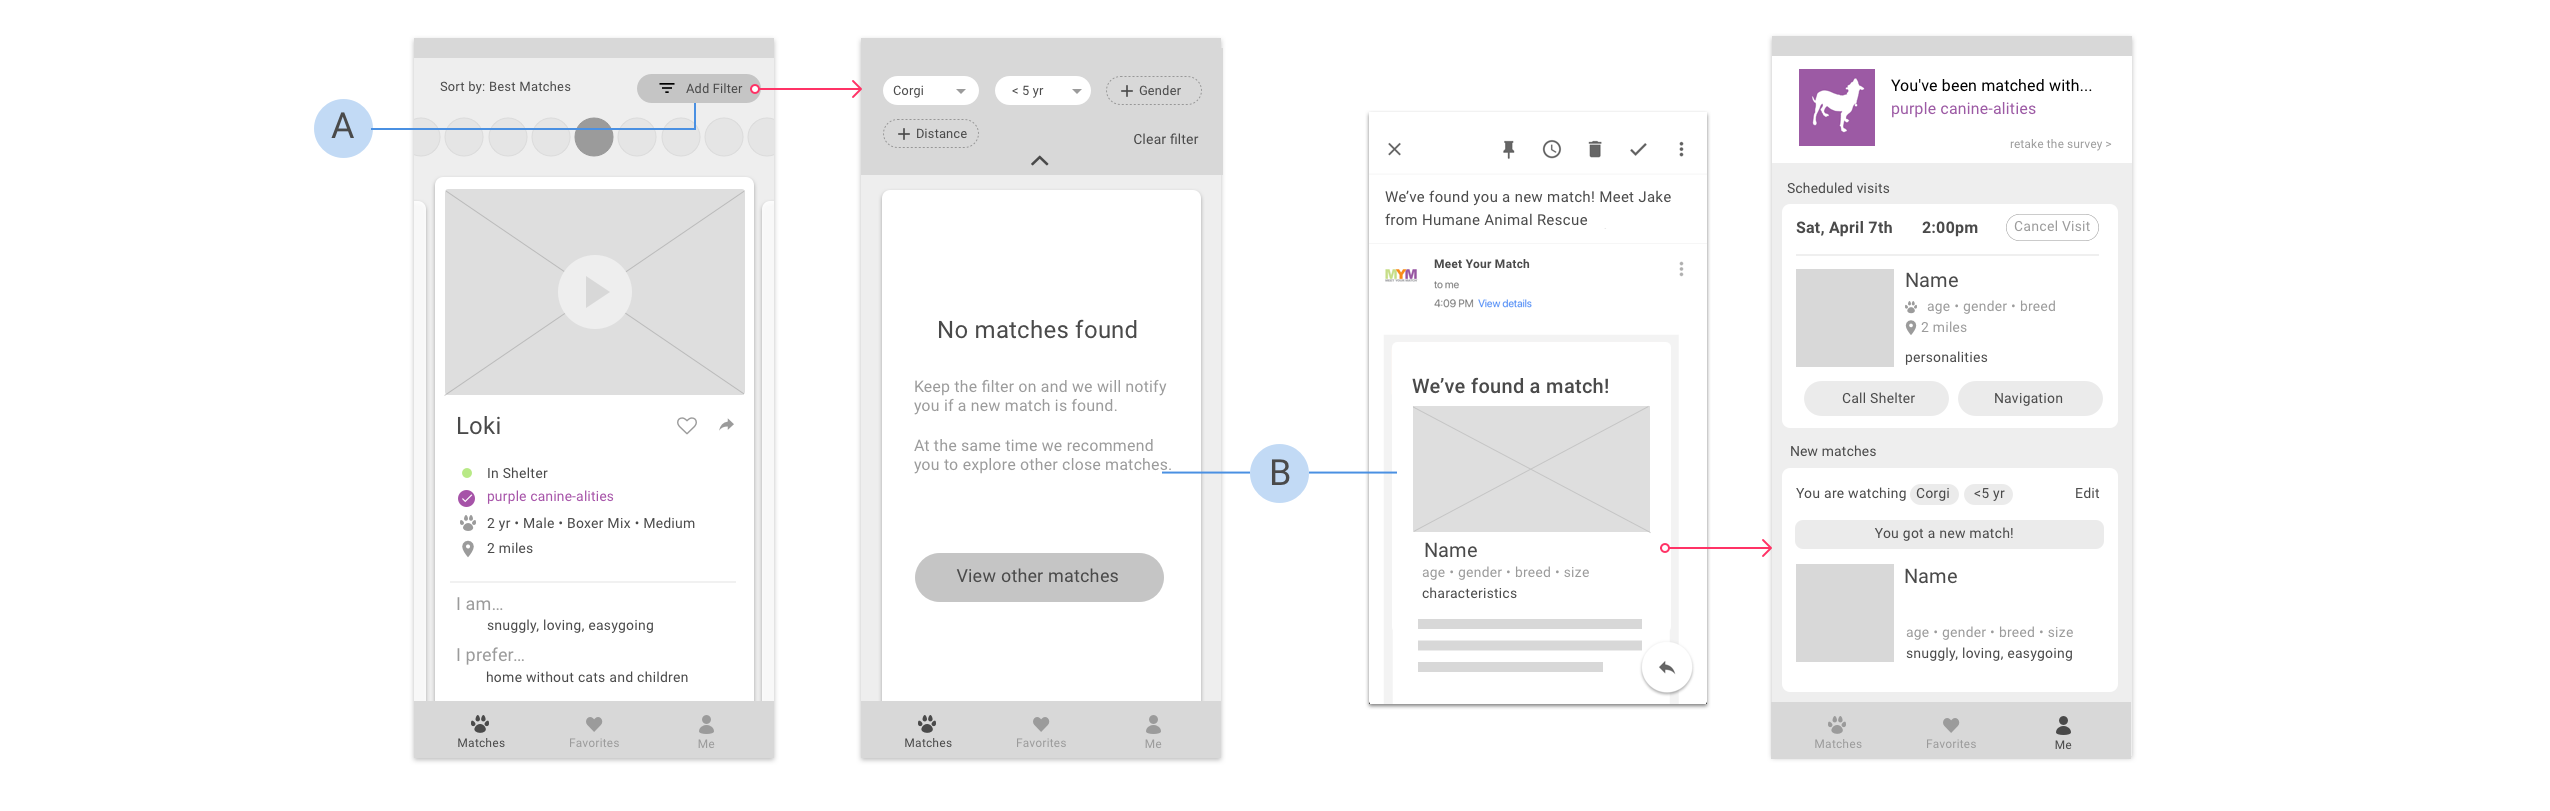 A
Sort by: Best Matches
Add Filter
Loki
In Shelter
purple canine-alities
2 yr • Male • Boxer Mix • Medium
2 miles
I am...
snuggly, loving, easygoing
I prefer...
home without cats and children
Matches
Favorites
Me
Corgi
< 5 yr
+ Gender
+ Distance
Clear filter
No matches found
Keep the filter on and we will notify
you if a new match is found.
At the same time we recommend
you to explore other close matches.
View other matches
Matches
Favorites
Me
B
We've found you a new match! Meet Jake
from Humane Animal Rescue
MYM
Meet Your Match
to me
4:09 PM View details
We've found a match!
Name
age • gender • breed • size
characteristics
You've been matched with...
purple canine-alities
retake the survey >
Scheduled visits
Sat, April 7th
2:00pm
Cancel Visit
Name
age • gender • breed
2 miles
personalities
Call Shelter
Navigation
New matches
You are watching Corgi <5 yr
Edit
You got a new match!
Name
age • gender • breed • size
snuggly, loving, easygoing
Matches
Favorites
Me